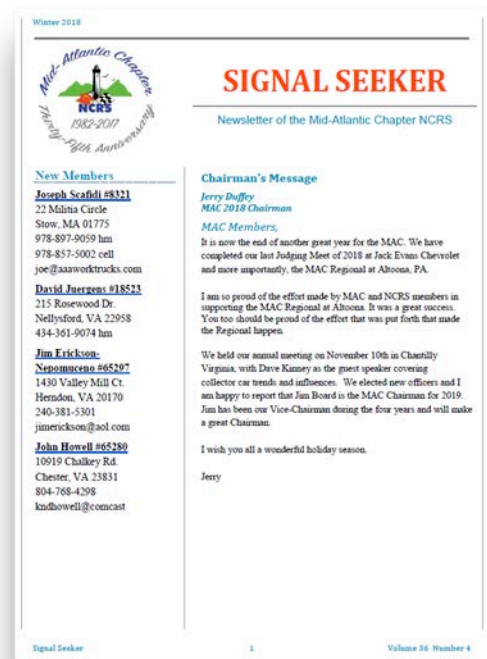 Winter 2018
Mid-Atlantic Chapter
NCRS
1982-2017
Thirty-Fifth Anniversary
SIGNAL SEEKER
Newsletter of the Mid-Atlantic Chapter NCRS
New Members
Joseph Scafidi #8321
22 Militia Circle
Stow, MA 01775
978-897-9059 hm
978-857-5002 cell
joe@aaaworktrucks.com
David Juergens #18523
215 Rosewood Dr.
Nellysford, VA 22958
434-361-9074 hm
Jim Erickson-
Nepomuceno #65297
1430 Valley Mill Ct.
Herndon, VA 20170
240-381-5301
jimerickson@aol.com
John Howell #65280
10919 Chalkey Rd.
Chester, VA 23831
804-768-4298
kndhowell@comcast
Chairman's Message
Jerry Duffey
MAC 2018 Chairman
MAC Members,
It is now the end of another great year for the MAC. We have
completed our last Judging Meet of 2018 at Jack Evans Chevrolet
and more importantly, the MAC Regional at Altoona, PA.
I am so proud of the effort made by MAC and NCRS members in
supporting the MAC Regional at Altoona. It was a great success.
You too should be proud of the effort that was put forth that made
the Regional happen.
We held our annual meeting on November 10th in Chantilly
Virginia, with Dave Kinney as the guest speaker covering
collector car trends and influences. We elected new officers and I
am happy to report that Jim Board is the MAC Chairman for 2019.
Jim has been our Vice-Chairman during the four years and will make
a great Chairman.
I wish you all a wonderful holiday season.
Jerry
Signal Seeker
1
Volume 36 Number 4